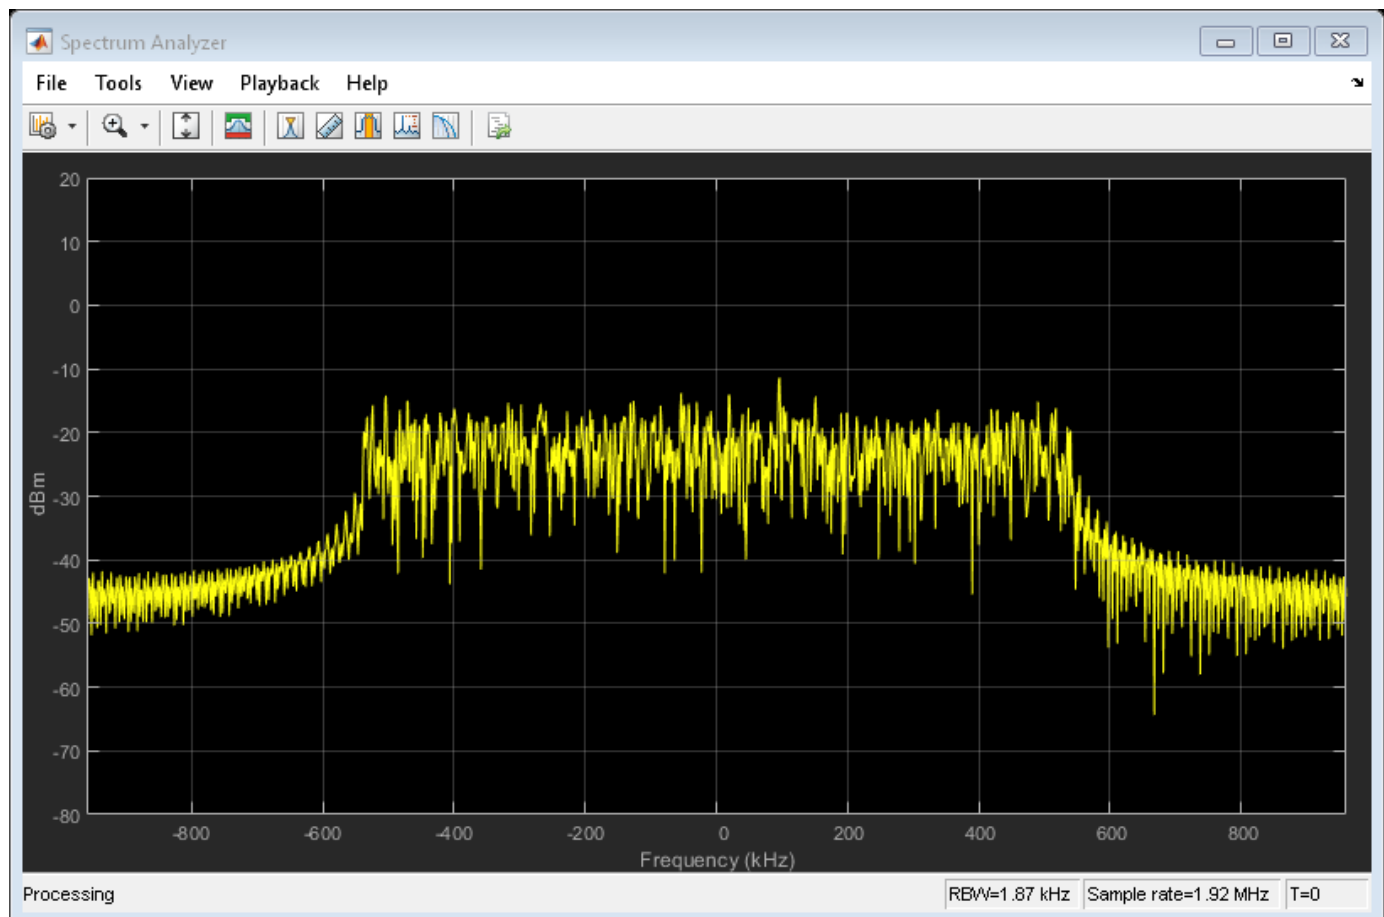 Spectrum Analyzer
File Tools View Playback Help
20
10
0
-10
-20
-30
-40
-50
-60
-70
-80
dBm
-800 -600 -400 -200 0 200 400 600 800
Frequency (kHz)
Processing RBW=1.87 kHz Sample rate=1.92 MHz T=0